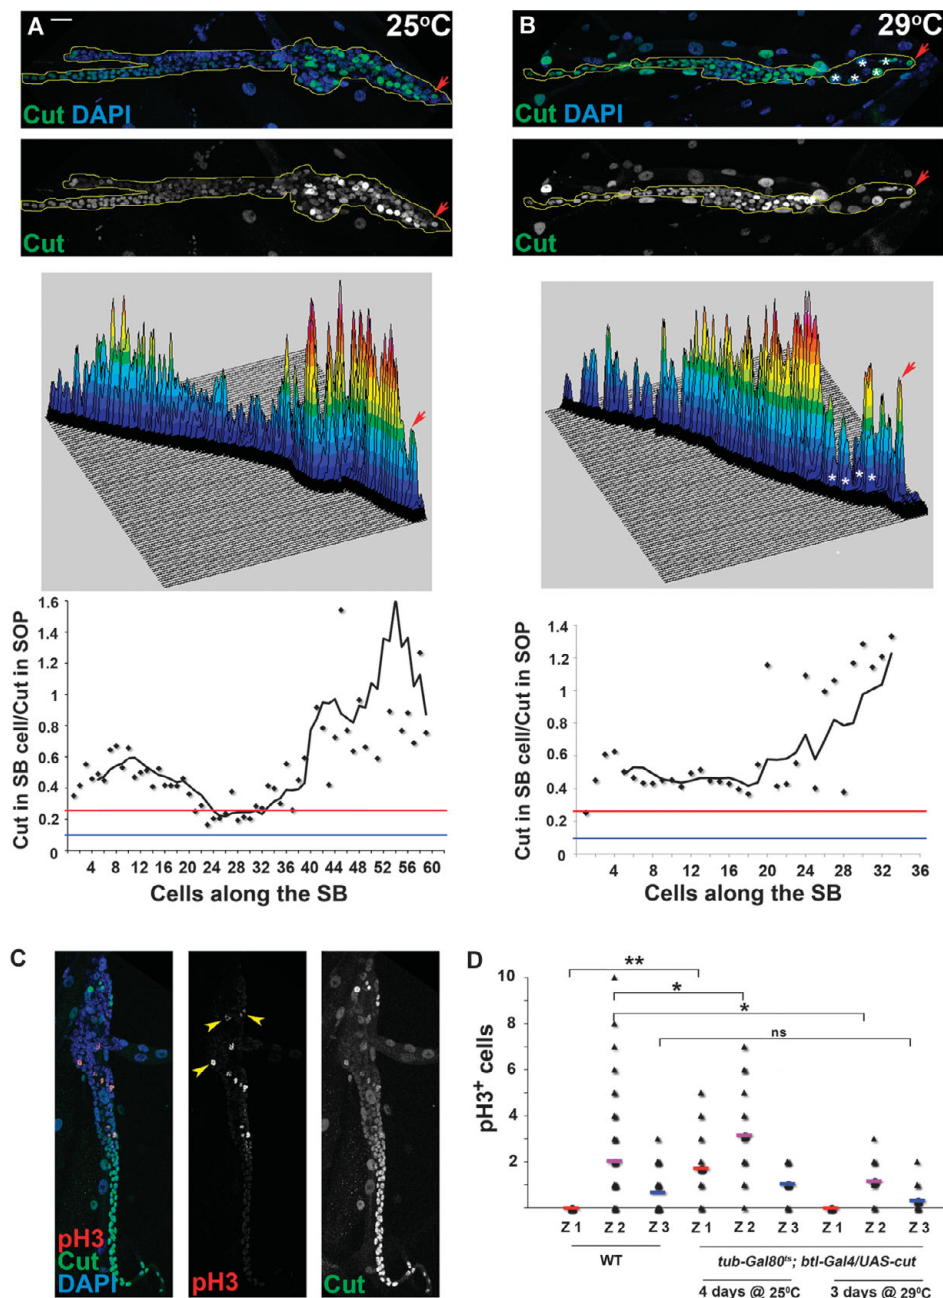 A 25ºC
Cut DAPI
Cut
B 29ºC
Cut DAPI
Cut
Cut in SB cell/Cut in SOP
1.6
1.4
1.2
1
0.8
0.6
0.4
0.2
0
4 8 12 16 20 24 28 32 36 40 44 48 52 56 60
Cells along the SB
Cut in SB cell/Cut in SOP
1.4
1.2
1
0.8
0.6
0.4
0.2
0
4 8 12 16 20 24 28 32 36
Cells along the SB
C
pH3
Cut
DAPI
pH3
Cut
D
pH3⁺ cells
10
8
6
4
2
**
*
*
ns
Z 1 Z 2 Z 3 Z 1 Z 2 Z 3 Z 1 Z 2 Z 3
WT
tub-Gal80ᵗˢ; btl-Gal4/UAS-cut
4 days @ 25⁰C
3 days @ 29⁰C